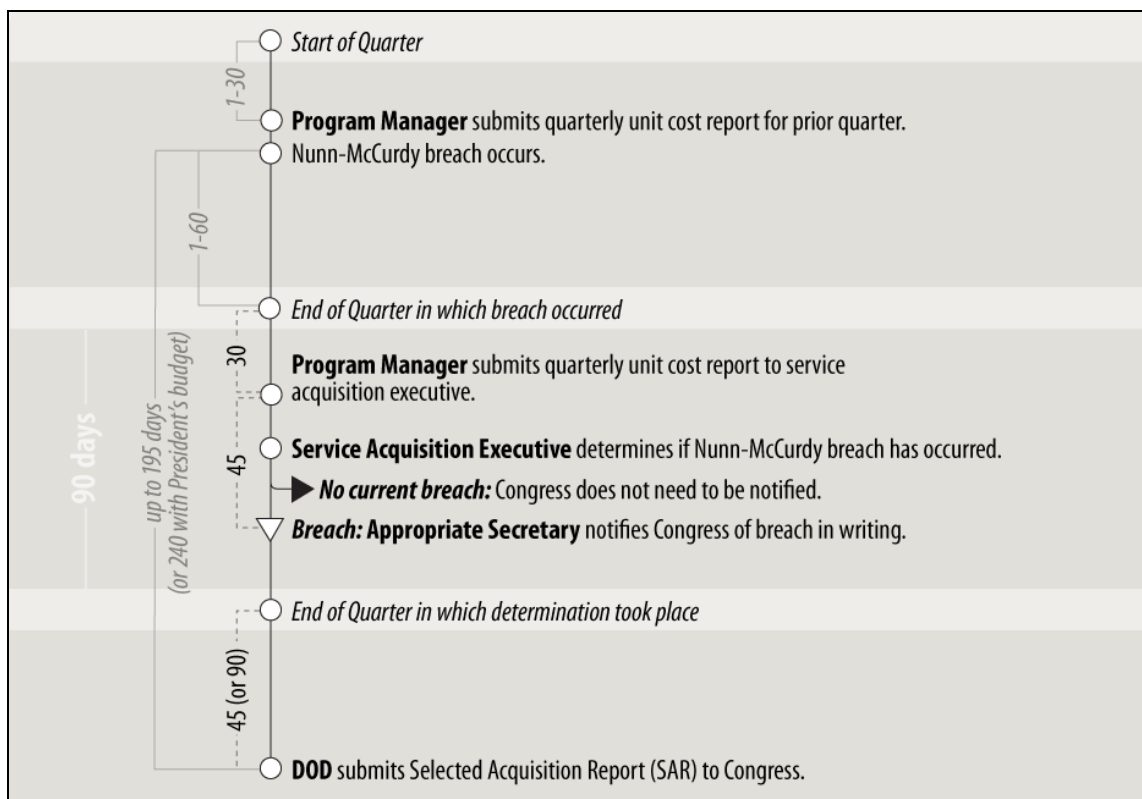 Start of Quarter
1-30
Program Manager submits quarterly unit cost report for prior quarter.
Nunn-McCurdy breach occurs.
1-60
End of Quarter in which breach occurred
30
Program Manager submits quarterly unit cost report to service
acquisition executive.
90 days
up to 195 days
(or 240 with President's budget)
45
Service Acquisition Executive determines if Nunn-McCurdy breach has occurred.
No current breach: Congress does not need to be notified.
Breach: Appropriate Secretary notifies Congress of breach in writing.
End of Quarter in which determination took place
45 (or 90)
DOD submits Selected Acquisition Report (SAR) to Congress.